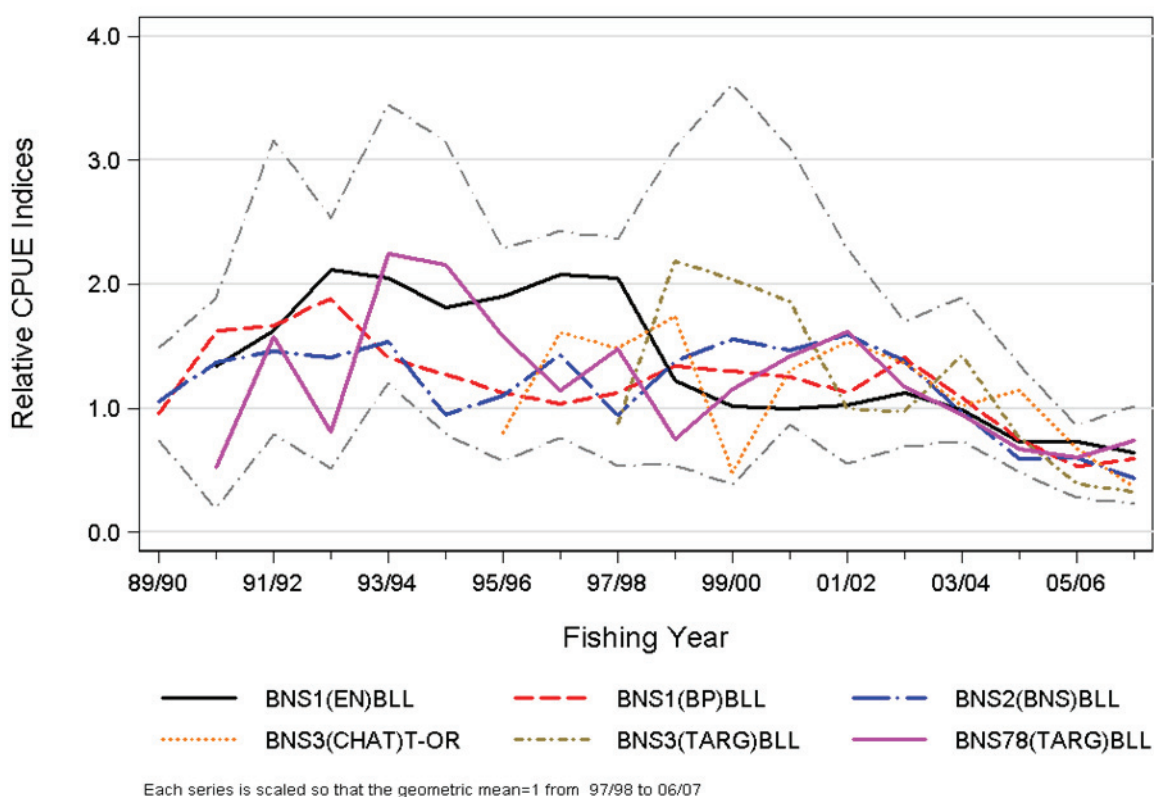 4.0
3.0
2.0
1.0
0.0
Relative CPUE Indices
89/90 91/92 93/94 95/96 97/98 99/00 01/02 03/04 05/06
Fishing Year
BNS1(EN)BLL BNS1(BP)BLL BNS2(BNS)BLL
BNS3(CHAT)T-OR BNS3(TARG)BLL BNS78(TARG)BLL
Each series is scaled so that the geometric mean=1 from 97/98 to 06/07